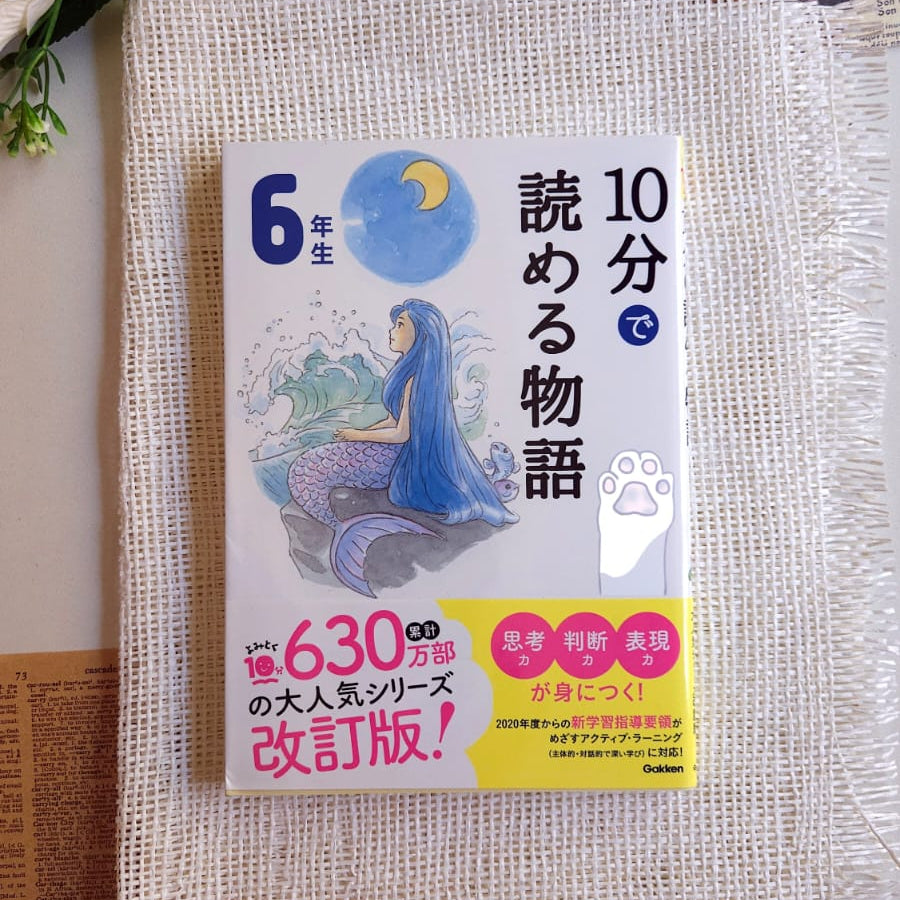 10分で
読める物語
6年生
よみとく
10分
累計
630万部
の大人気シリーズ
改訂版!
思考力
判断力
表現力
が身につく!
2020年度からの新学習指導要領が
めざすアクティブ・ラーニング
(主体的・対話的で深い学び)に対応!
Gakken
73